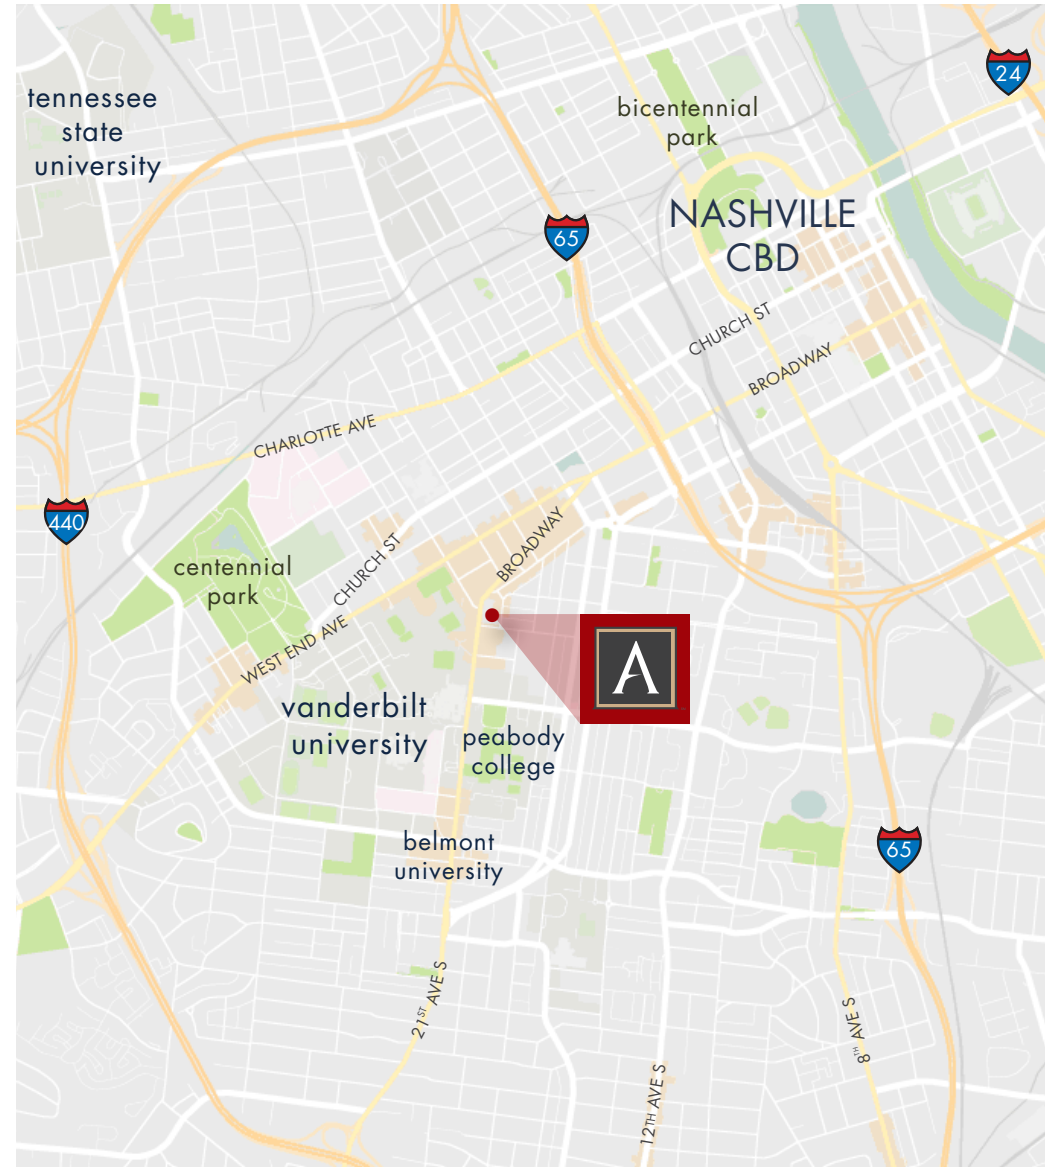 24
tennessee
state
university
bicentennial
park
NASHVILLE
CBD
65
CHURCH ST
BROADWAY
CHARLOTTE AVE
440
BROADWAY
CHURCH ST
centennial
park
WEST END AVE
A
vanderbilt
university
peabody
college
belmont
university
65
21ST AVE S
8TH AVE S
12TH AVE S